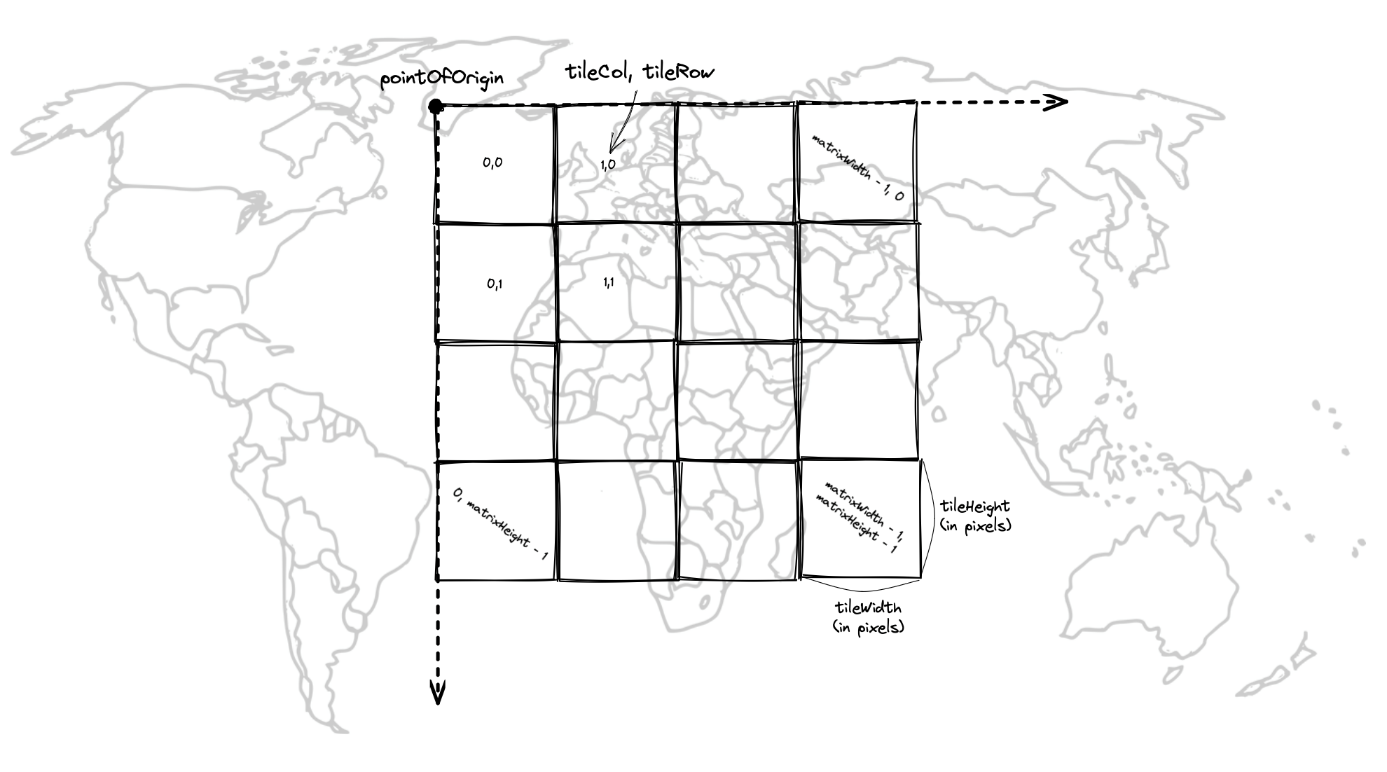 pointOfOrigin
tileCol, tileRow
0,0
1,0
matrixWidth - 1, 0
0,1
1,1
0, matrixHeight - 1
matrixWidth - 1,
matrixHeight - 1
tileHeight
(in pixels)
tileWidth
(in pixels)